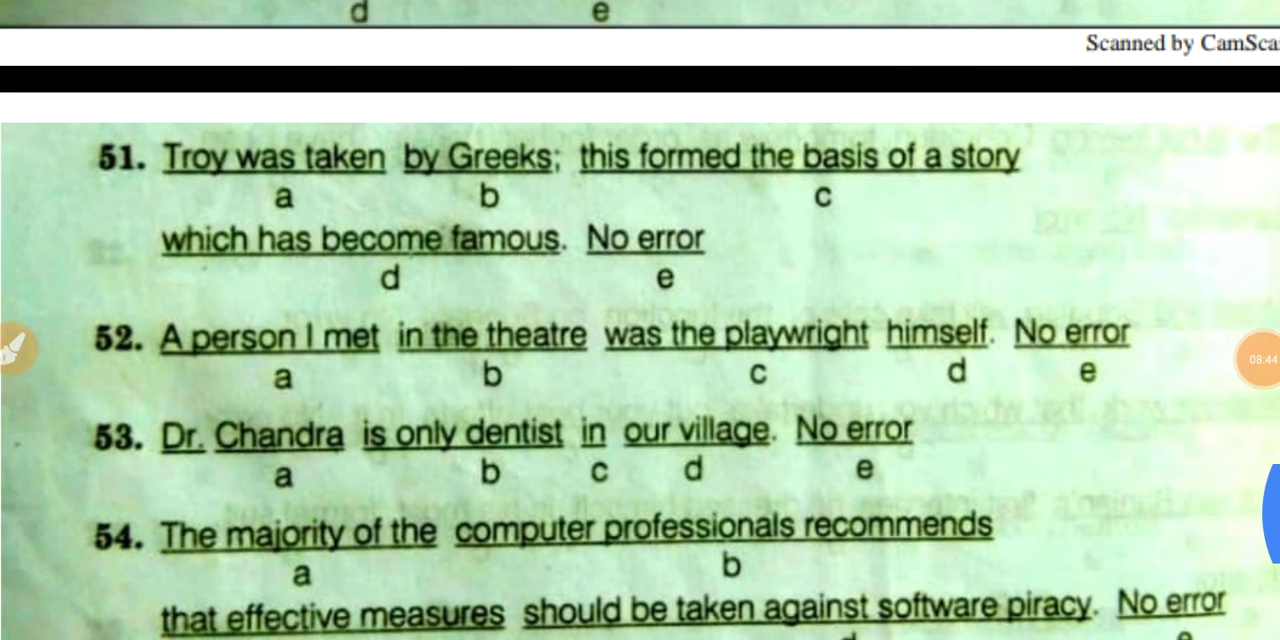 d e
Scanned by CamSca
51. Troy was taken by Greeks; this formed the basis of a story
a b c
which has become famous. No error
d e
52. A person I met in the theatre was the playwright himself. No error
a b c d e
08:44
53. Dr. Chandra is only dentist in our village. No error
a b c d e
54. The majority of the computer professionals recommends
a b
that effective measures should be taken against software piracy. No error